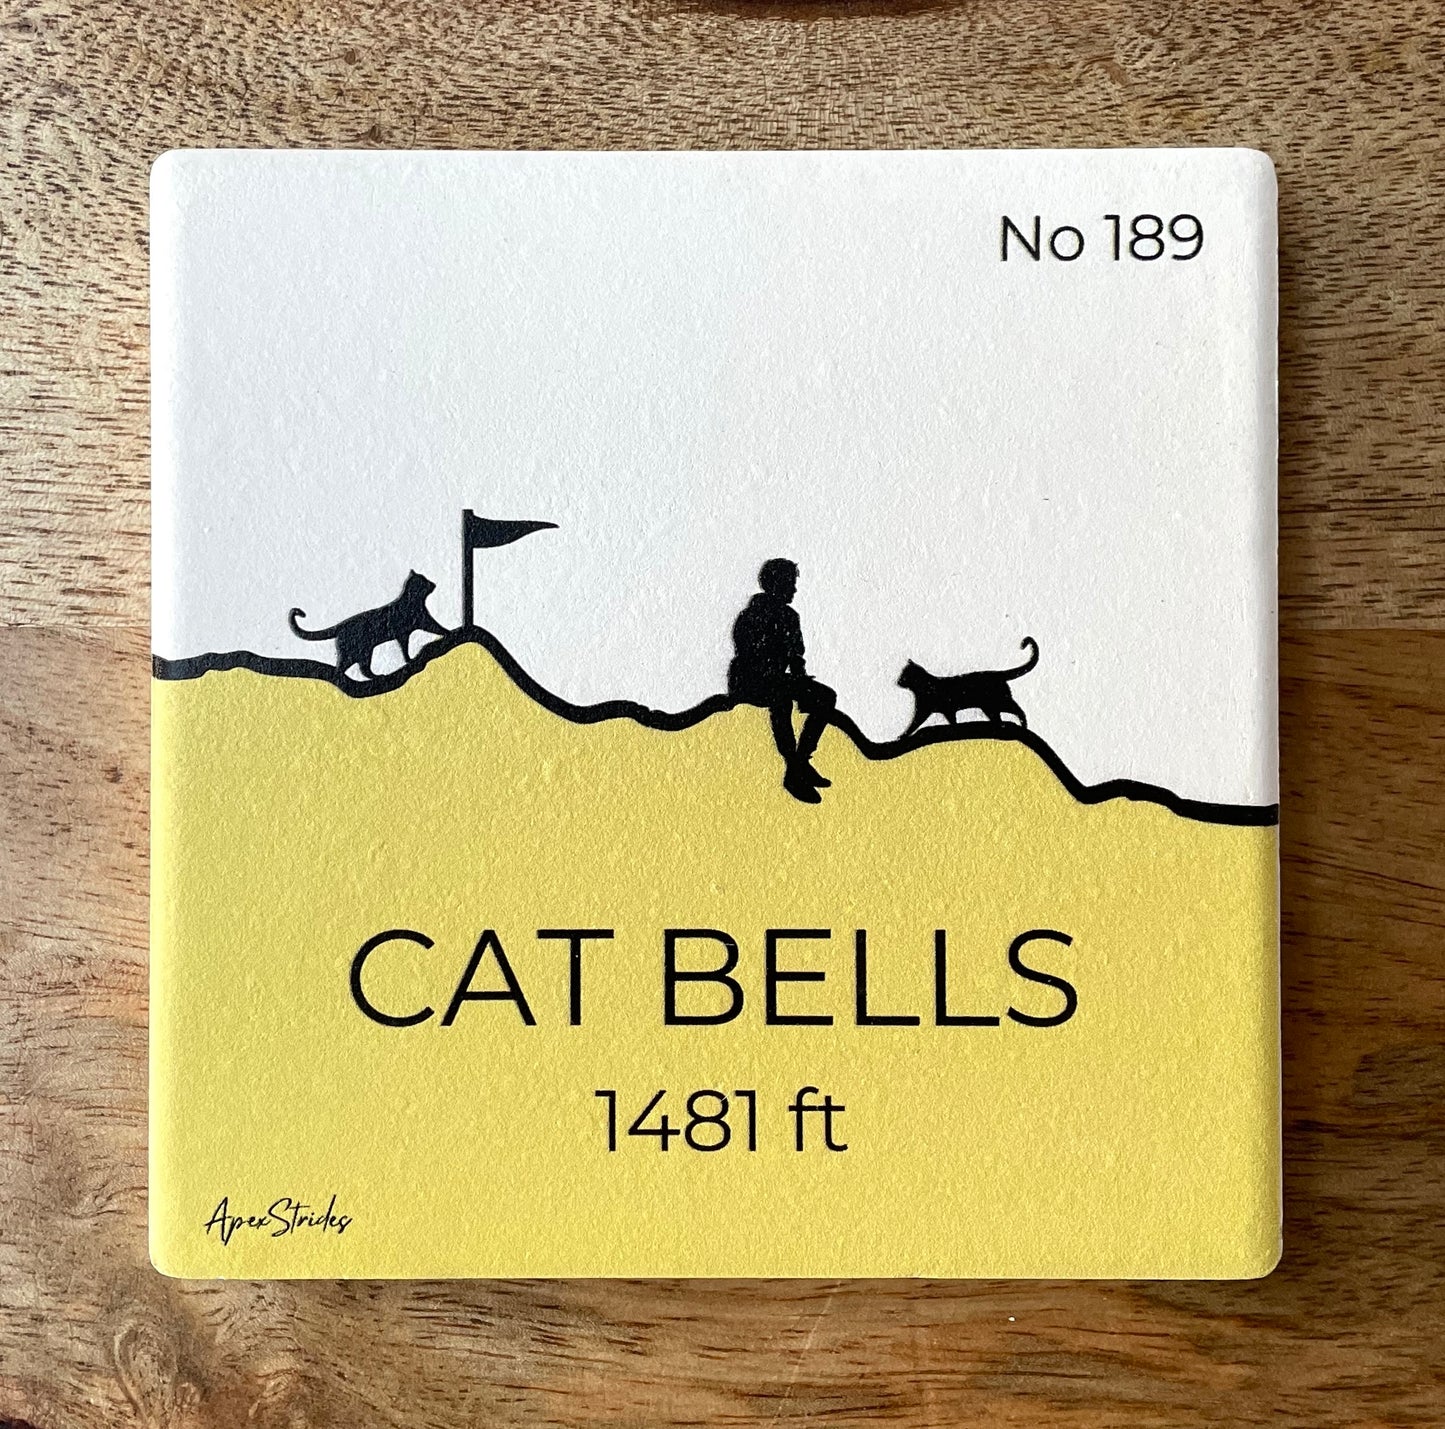 No 189
CAT BELLS
1481 ft
ApexStrides